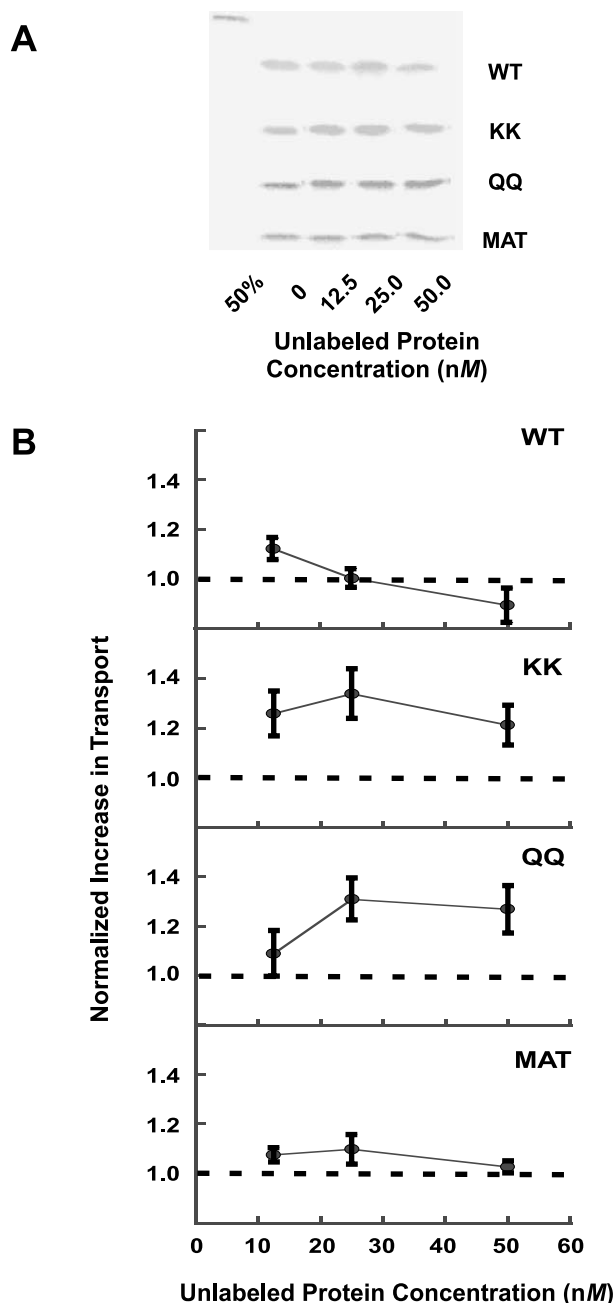 A
WT
KK
QQ
MAT
50% 0 12.5 25.0 50.0
Unlabeled Protein
Concentration (nM)
B
WT
1.4
1.2
1.0
KK
1.4
1.2
1.0
QQ
1.4
1.2
1.0
MAT
1.4
1.2
1.0
Normalized Increase in Transport
0 10 20 30 40 50 60
Unlabeled Protein Concentration (nM)